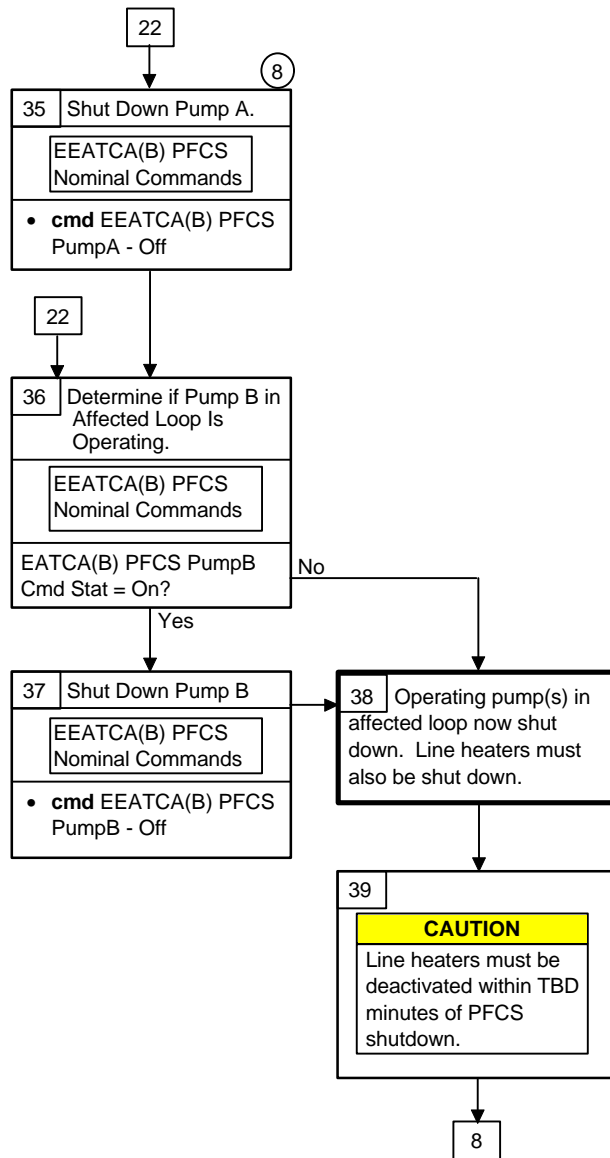 22
8
35 Shut Down Pump A.
EEATCA(B) PFCS
Nominal Commands
• cmd EEATCA(B) PFCS
PumpA - Off
22
36 Determine if Pump B in
Affected Loop Is
Operating.
EEATCA(B) PFCS
Nominal Commands
EATCA(B) PFCS PumpB
Cmd Stat = On?
No
Yes
37 Shut Down Pump B
EEATCA(B) PFCS
Nominal Commands
• cmd EEATCA(B) PFCS
PumpB - Off
38 Operating pump(s) in
affected loop now shut
down. Line heaters must
also be shut down.
39
CAUTION
Line heaters must be
deactivated within TBD
minutes of PFCS
shutdown.
8